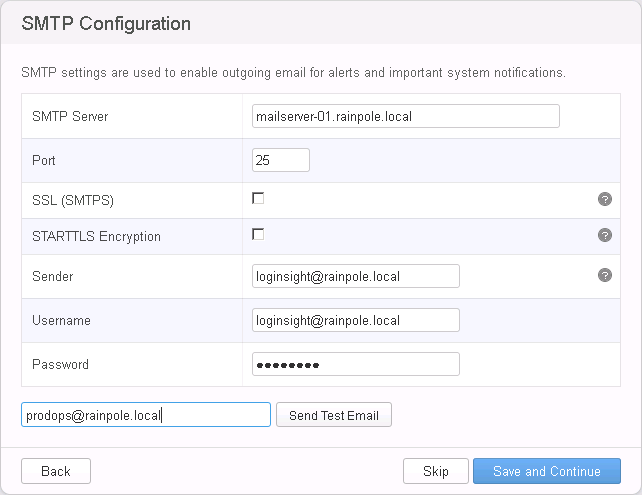 SMTP Configuration
SMTP settings are used to enable outgoing email for alerts and important system notifications.
SMTP Server mailserver-01.rainpole.local
Port 25
SSL (SMTPS) ?
STARTTLS Encryption ?
Sender loginsight@rainpole.local ?
Username loginsight@rainpole.local
Password ●●●●●●●●
prodops@rainpole.local Send Test Email
Back Skip Save and Continue